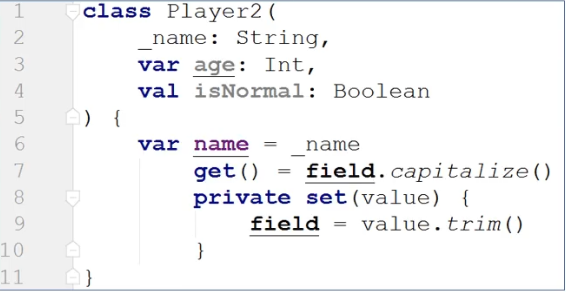 1 class Player2(
2     _name: String,
3     var age: Int,
4     val isNormal: Boolean
5 ) {
6     var name = _name
7         get() = field.capitalize()
8         private set(value) {
9             field = value.trim()
10         }
11 }